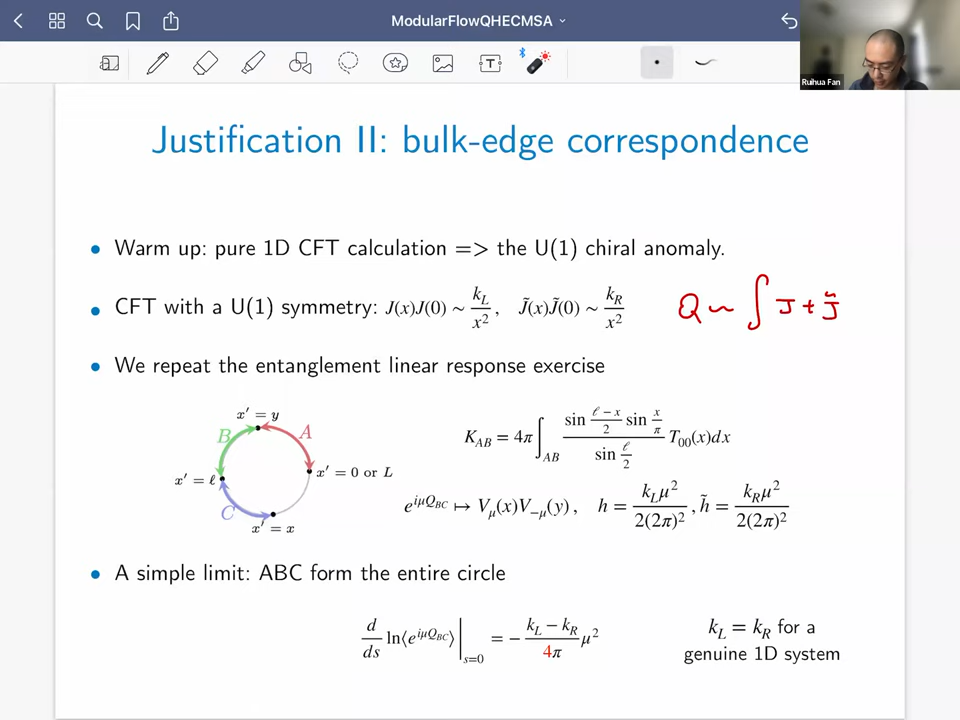 ModularFlowQHECMSA
Ruihua Fan
Justification II: bulk-edge correspondence
• Warm up: pure 1D CFT calculation => the U(1) chiral anomaly.
• CFT with a U(1) symmetry: J(x)J(0) ~ k_L/x², J̃(x)J̃(0) ~ k_R/x²
Q ~ ∫ J + J̃
• We repeat the entanglement linear response exercise
x′ = y
B
A
x′ = ℓ
x′ = 0 or L
C
x′ = x
K_AB = 4π ∫_AB (sin (ℓ−x)/2 sin x/π)/(sin ℓ/2) T₀₀(x)dx
e^{iμQ_BC} ↦ V_μ(x)V_{−μ}(y), h = k_Lμ²/2(2π)², h̃ = k_Rμ²/2(2π)²
• A simple limit: ABC form the entire circle
d/ds ln⟨e^{iμQ_BC}⟩|_{s=0} = − (k_L − k_R)/4π μ²
k_L = k_R for a
genuine 1D system